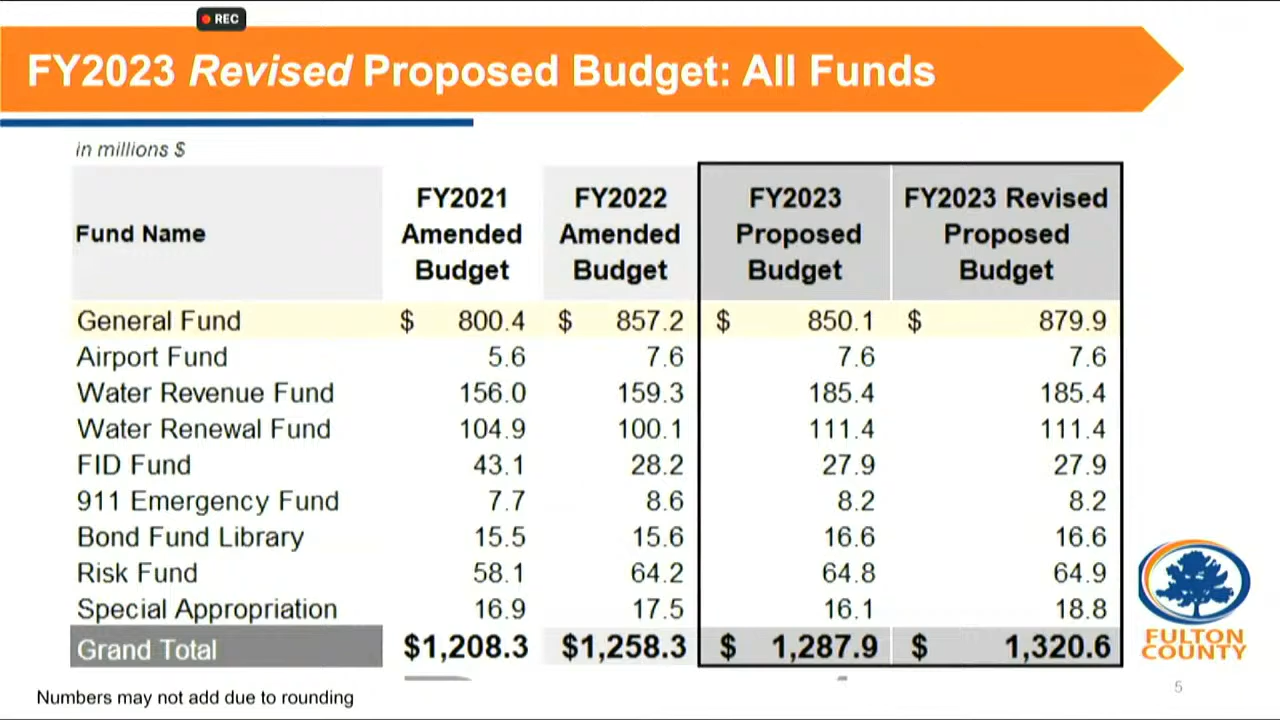 REC
FY2023 Revised Proposed Budget: All Funds
in millions $
Fund Name
FY2021 Amended Budget
FY2022 Amended Budget
FY2023 Proposed Budget
FY2023 Revised Proposed Budget
General Fund $ 800.4 $ 857.2 $ 850.1 $ 879.9
Airport Fund 5.6 7.6 7.6 7.6
Water Revenue Fund 156.0 159.3 185.4 185.4
Water Renewal Fund 104.9 100.1 111.4 111.4
FID Fund 43.1 28.2 27.9 27.9
911 Emergency Fund 7.7 8.6 8.2 8.2
Bond Fund Library 15.5 15.6 16.6 16.6
Risk Fund 58.1 64.2 64.8 64.9
Special Appropriation 16.9 17.5 16.1 18.8
Grand Total $1,208.3 $1,258.3 $ 1,287.9 $ 1,320.6
FULTON
COUNTY
Numbers may not add due to rounding
5